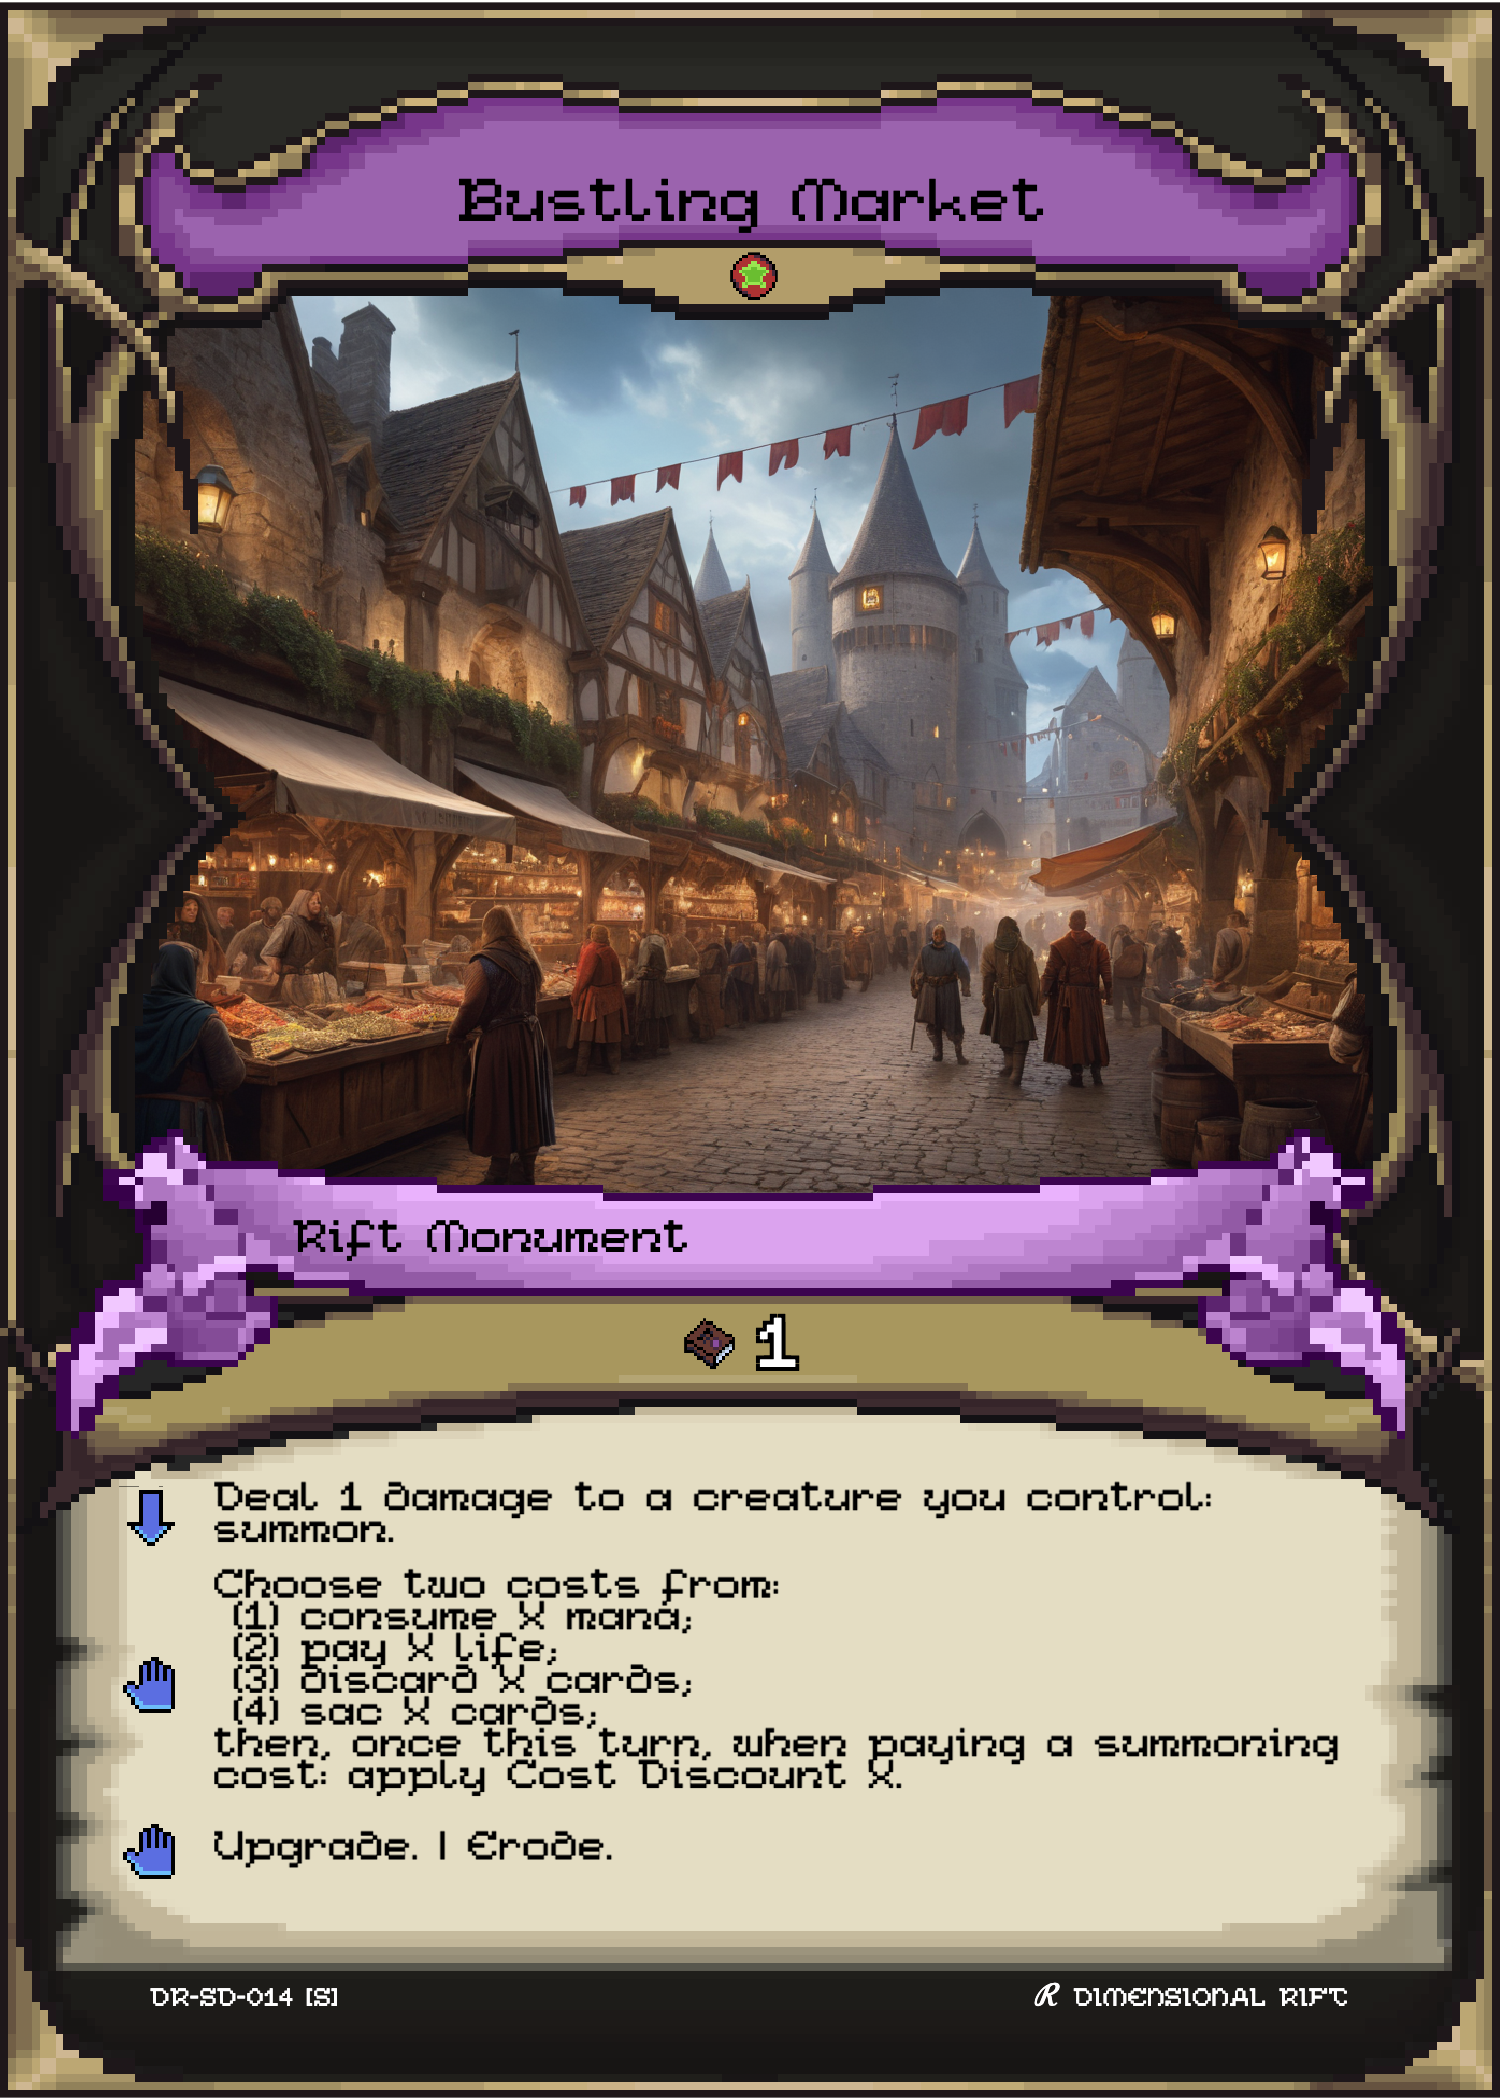 Bustling Market
Rift Monument
1
Deal 1 damage to a creature you control:
summon.
Choose two costs from:
(1) consume X mana;
(2) pay X life;
(3) discard X cards;
(4) sac X cards;
then, once this turn, when paying a summoning
cost: apply Cost Discount X.
Upgrade. | Erode.
DR-SD-014 [S]
R DIMENSIONAL RIFT